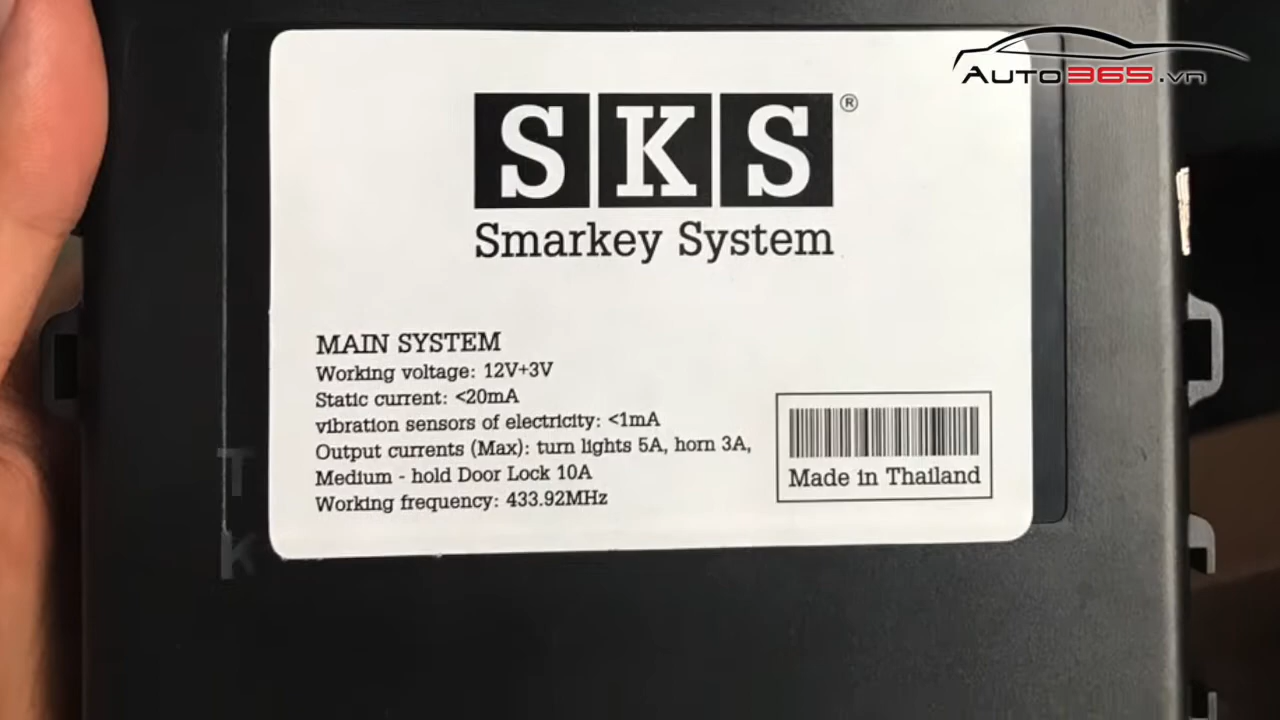 AUTO365.vn
SKS®
Smarkey System
MAIN SYSTEM
Working voltage: 12V+3V
Static current: <20mA
vibration sensors of electricity: <1mA
Output currents (Max): turn lights 5A, horn 3A,
Medium - hold Door Lock 10A
Working frequency: 433.92MHz
Made in Thailand
T
K